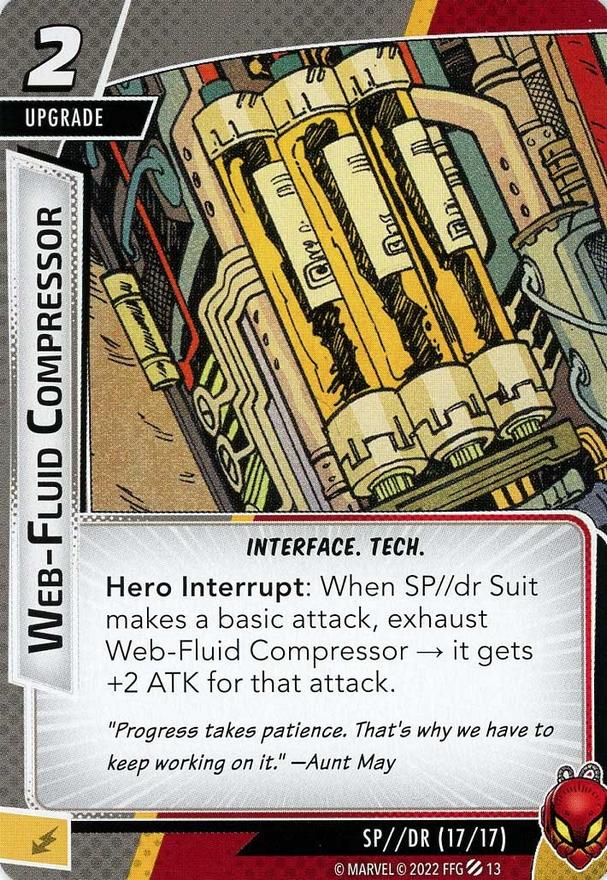 2
UPGRADE
WEB-FLUID COMPRESSOR
INTERFACE. TECH.
Hero Interrupt: When SP//dr Suit
makes a basic attack, exhaust
Web-Fluid Compressor → it gets
+2 ATK for that attack.
"Progress takes patience. That's why we have to
keep working on it." —Aunt May
SP//DR (17/17)
© MARVEL © 2022 FFG 13